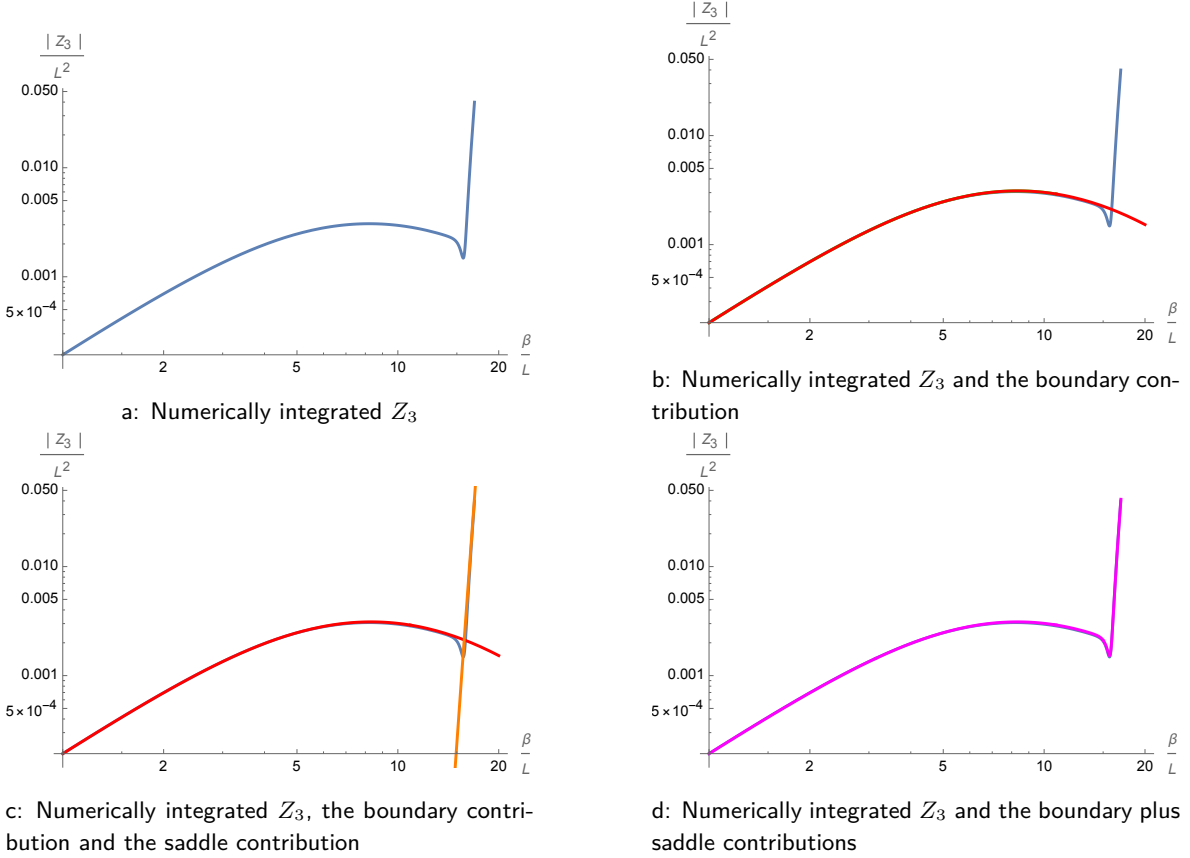 | Z3 |
L2
0.050
0.010
0.005
0.001
5 × 10−4
2
5
10
20
β
L
a: Numerically integrated Z3
| Z3 |
L2
0.050
0.010
0.005
0.001
5 × 10−4
2
5
10
20
β
L
b: Numerically integrated Z3 and the boundary con-
tribution
| Z3 |
L2
0.050
0.010
0.005
0.001
5 × 10−4
2
5
10
20
β
L
c: Numerically integrated Z3, the boundary contri-
bution and the saddle contribution
| Z3 |
L2
0.050
0.010
0.005
0.001
5 × 10−4
2
5
10
20
β
L
d: Numerically integrated Z3 and the boundary plus
saddle contributions